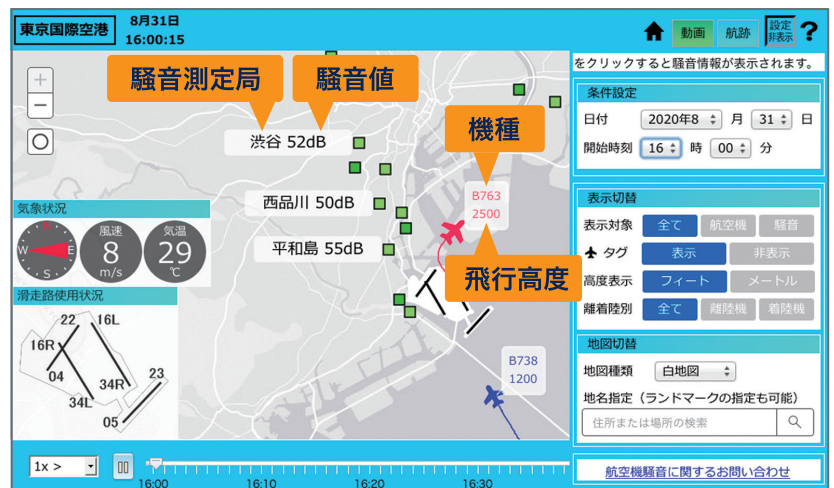 東京国際空港
8月31日
16:00:15
動画
航跡
設定
非表示
?
をクリックすると騒音情報が表示されます。
騒音測定局
騒音値
機種
飛行高度
+
−
渋谷 52dB
西品川 50dB
平和島 55dB
B763
2500
B738
1200
気象状況
N
W
E
S
風速
8
m/s
気温
29
℃
滑走路使用状況
22
16L
16R
04
34R
23
34L
05
条件設定
日付 2020年8 月 31 日
開始時刻 16 時 00 分
表示切替
表示対象 全て 航空機 騒音
タグ 表示 非表示
高度表示 フィート メートル
離着陸別 全て 離陸機 着陸機
地図切替
地図種類 白地図
地名指定（ランドマークの指定も可能）
住所または場所の検索
航空機騒音に関するお問い合わせ
1x >
16:00 16:10 16:20 16:30